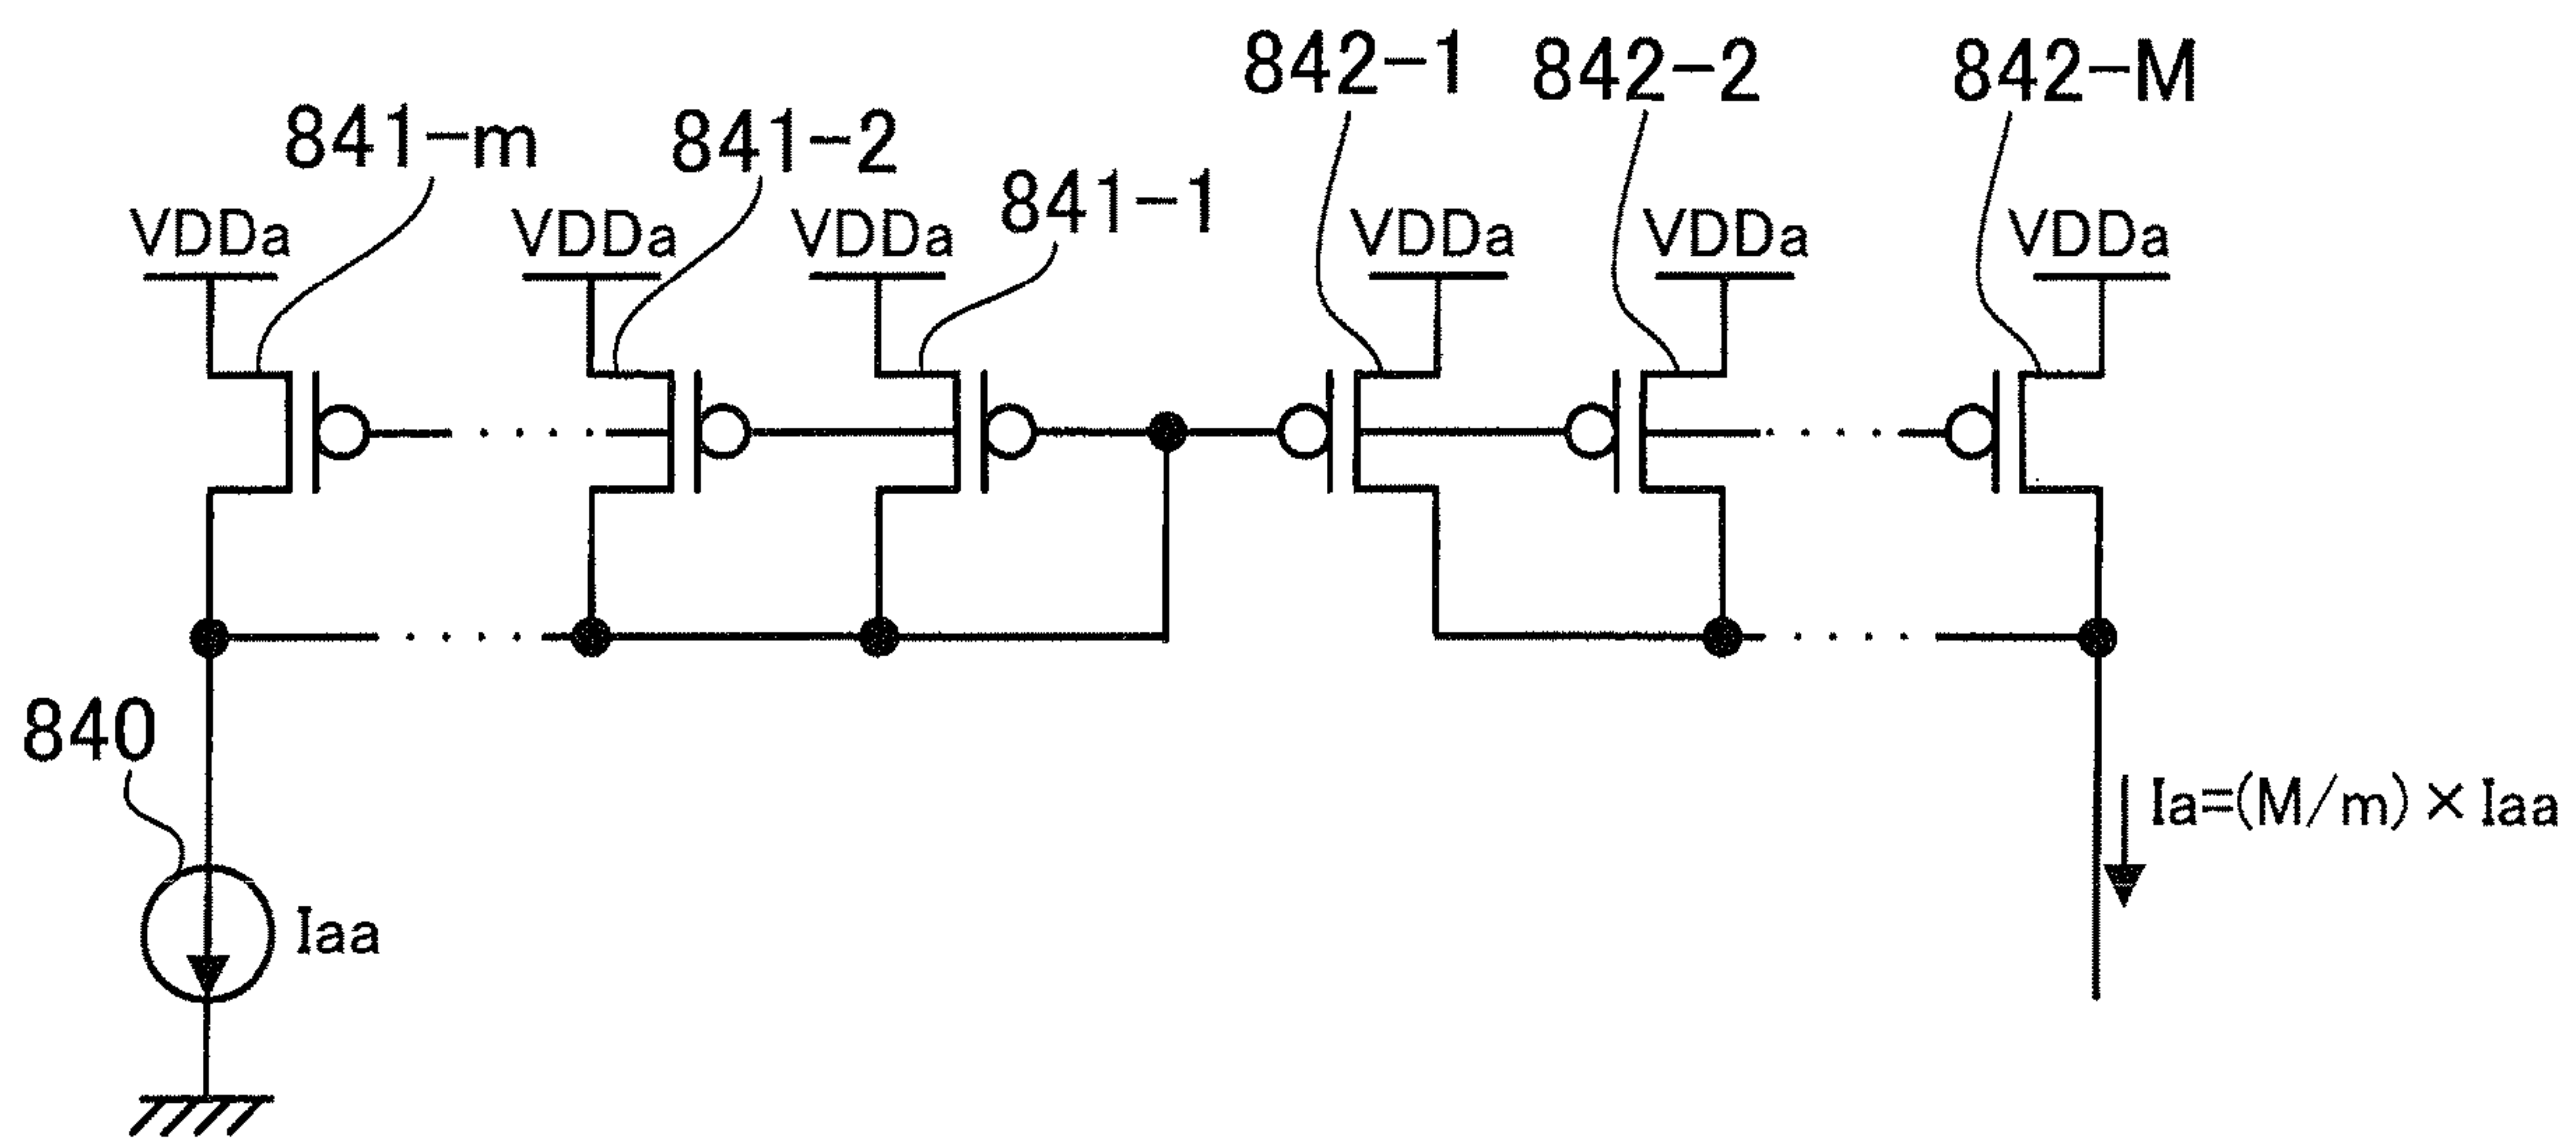 842-1 842-2 842-M
841-m 841-2
841-1
VDDa VDDa VDDa VDDa VDDa VDDa
840
Ia=(M/m)×Iaa
Iaa